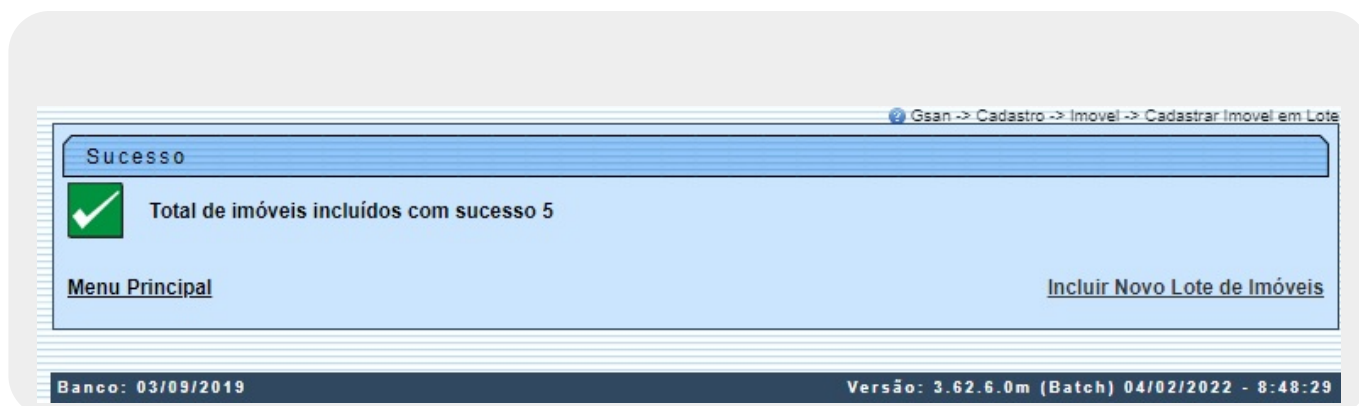 Gsan -> Cadastro -> Imovel -> Cadastrar Imovel em Lote
Sucesso
Total de imóveis incluídos com sucesso 5
Menu Principal
Incluir Novo Lote de Imóveis
Banco: 03/09/2019
Versão: 3.62.6.0m (Batch) 04/02/2022 - 8:48:29